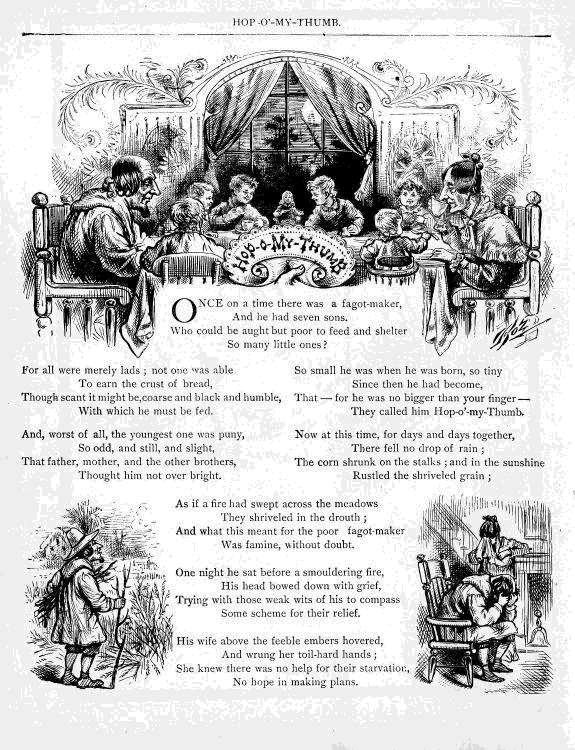 HOP-O'-MY-THUMB.
HOP-O-MY-THUMB
ONCE on a time there was a fagot-maker,
And he had seven sons.
Who could be aught but poor to feed and shelter
So many little ones?
For all were merely lads; not one was able
To earn the crust of bread,
Though scant it might be, coarse and black and humble,
With which he must be fed.
And, worst of all, the youngest one was puny,
So odd, and still, and slight,
That father, mother, and the other brothers,
Thought him not over bright.
So small he was when he was born, so tiny
Since then he had become,
That — for he was no bigger than your finger —
They called him Hop-o'-my-Thumb.
Now at this time, for days and days together,
There fell no drop of rain;
The corn shrunk on the stalks; and in the sunshine
Rustled the shriveled grain;
As if a fire had swept across the meadows
They shriveled in the drouth;
And what this meant for the poor fagot-maker
Was famine, without doubt.
One night he sat before a smouldering fire,
His head bowed down with grief,
Trying with those weak wits of his to compass
Some scheme for their relief.
His wife above the feeble embers hovered,
And wrung her toil-hard hands;
She knew there was no help for their starvation,
No hope in making plans.